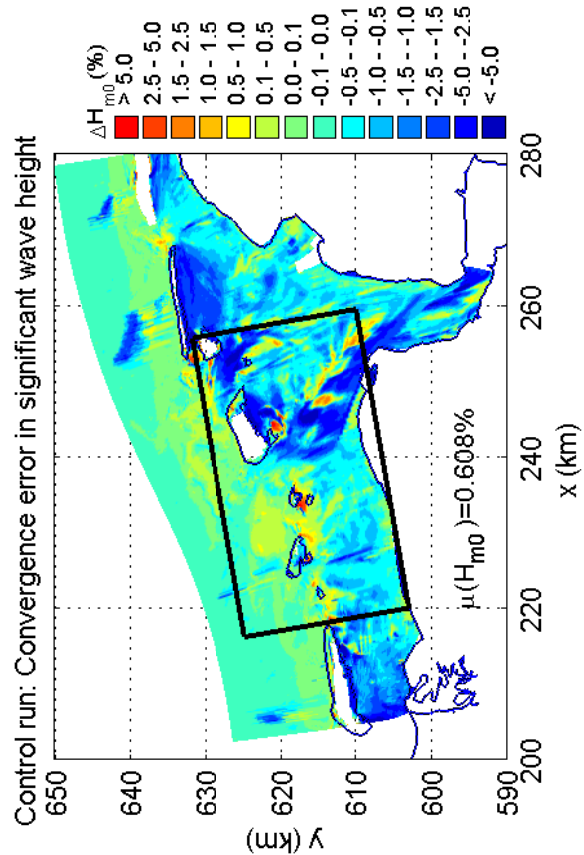 Control run: Convergence error in significant wave height
ΔHm0 (%)
> 5.0
2.5 - 5.0
1.5 - 2.5
1.0 - 1.5
0.5 - 1.0
0.1 - 0.5
0.0 - 0.1
-0.1 - 0.0
-0.5 - -0.1
-1.0 - -0.5
-1.5 - -1.0
-2.5 - -1.5
-5.0 - -2.5
< -5.0
650
640
630
620
610
600
590
y (km)
μ(Hm0)=0.608%
200
220
240
260
280
x (km)